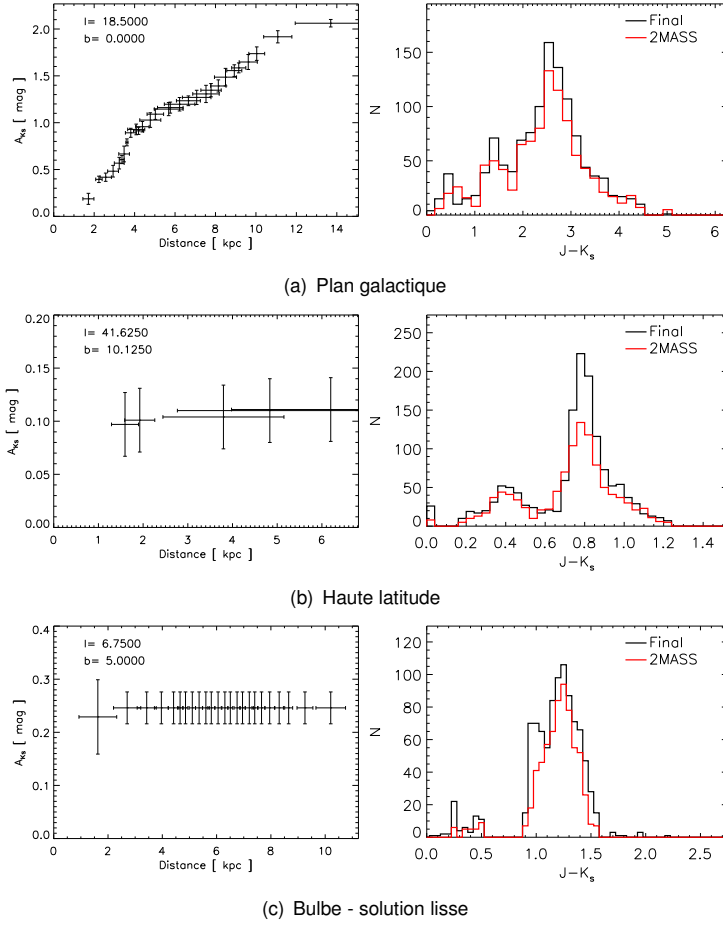 l= 18.5000
b= 0.0000
A_Ks [ mag ]
2.0
1.5
1.0
0.5
0.0
0 2 4 6 8 10 12 14
Distance [ kpc ]
Final
2MASS
N
150
100
50
0
0 1 2 3 4 5 6
J-K_s
(a) Plan galactique
l= 41.6250
b= 10.1250
A_Ks [ mag ]
0.20
0.15
0.10
0.05
0.00
0 1 2 3 4 5 6
Distance [ kpc ]
Final
2MASS
N
250
200
150
100
50
0
0.0 0.2 0.4 0.6 0.8 1.0 1.2 1.4
J-K_s
(b) Haute latitude
l= 6.7500
b= 5.0000
A_Ks [ mag ]
0.4
0.3
0.2
0.1
0.0
0 2 4 6 8 10
Distance [ kpc ]
Final
2MASS
N
120
100
80
60
40
20
0
0.0 0.5 1.0 1.5 2.0 2.5
J-K_s
(c) Bulbe - solution lisse